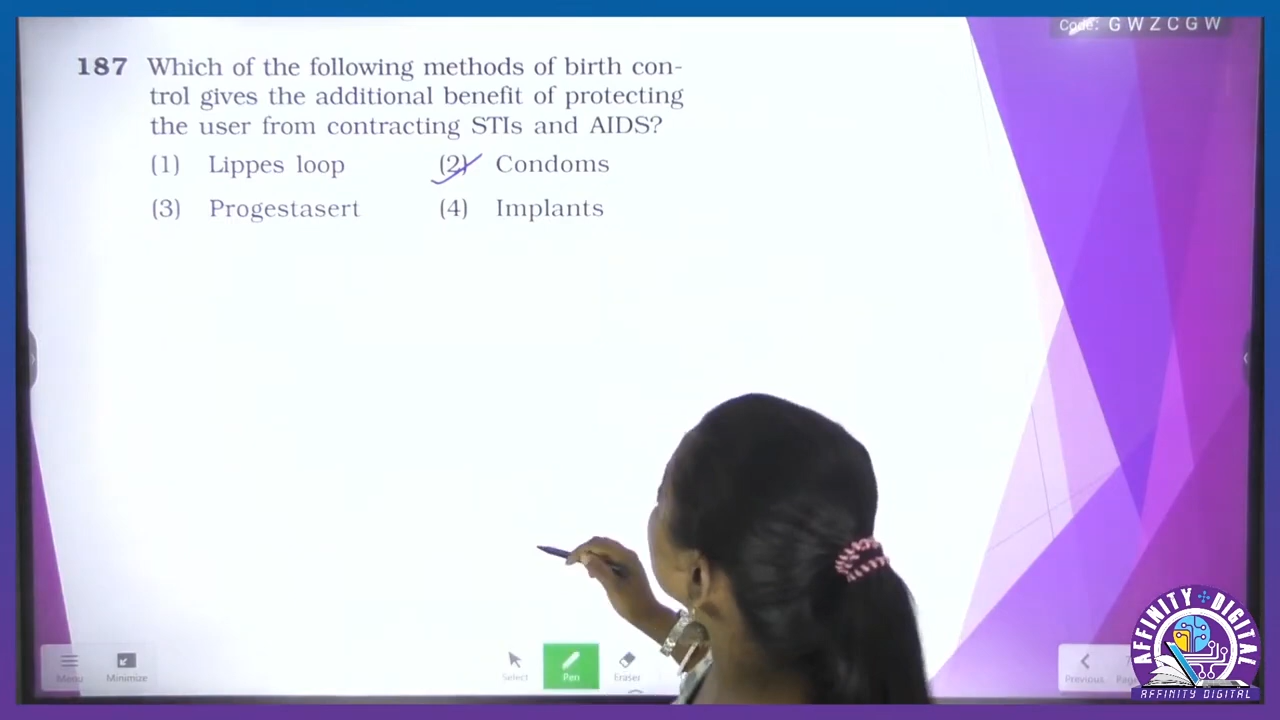 Code: G W Z C G W
187 Which of the following methods of birth con-
trol gives the additional benefit of protecting
the user from contracting STIs and AIDS?
(1) Lippes loop (2) Condoms
(3) Progestasert (4) Implants
Menu Minimize Select Pen Eraser Previous
AFFINITY DIGITAL
AFFINITY DIGITAL